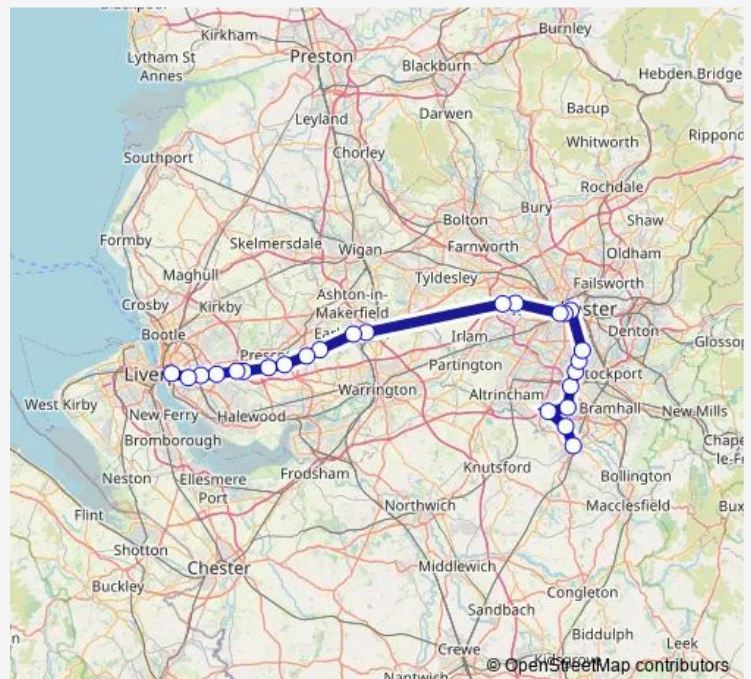 Kirkham
Burnley
Lytham St
Annes
Preston
Blackburn
Hebden Bridge
Leyland
Darwen
Bacup
Whitworth
Rippond
Chorley
Southport
Rochdale
Bury
Shaw
Bolton
Formby
Skelmersdale
Wigan
Farnworth
Oldham
Maghull
Tyldesley
Failsworth
Crosby
Kirkby
Ashton-in-
Makerfield
Denton
Bootle
Irlam
Glossop
Partington
West Kirby
New Ferry
Halewood
Warrington
Altrincham
Bramhall
New Mills
Bromborough
Neston
Ellesmere
Port
Frodsham
Knutsford
Bollington
Chape
le-Fr
Flint
Northwich
Macclesfield
Bux
Shotton
Chester
Middlewich
Buckley
Congleton
Sandbach
Biddulph
Leek
Crewe
Nantwich
© OpenStreetMap contributors